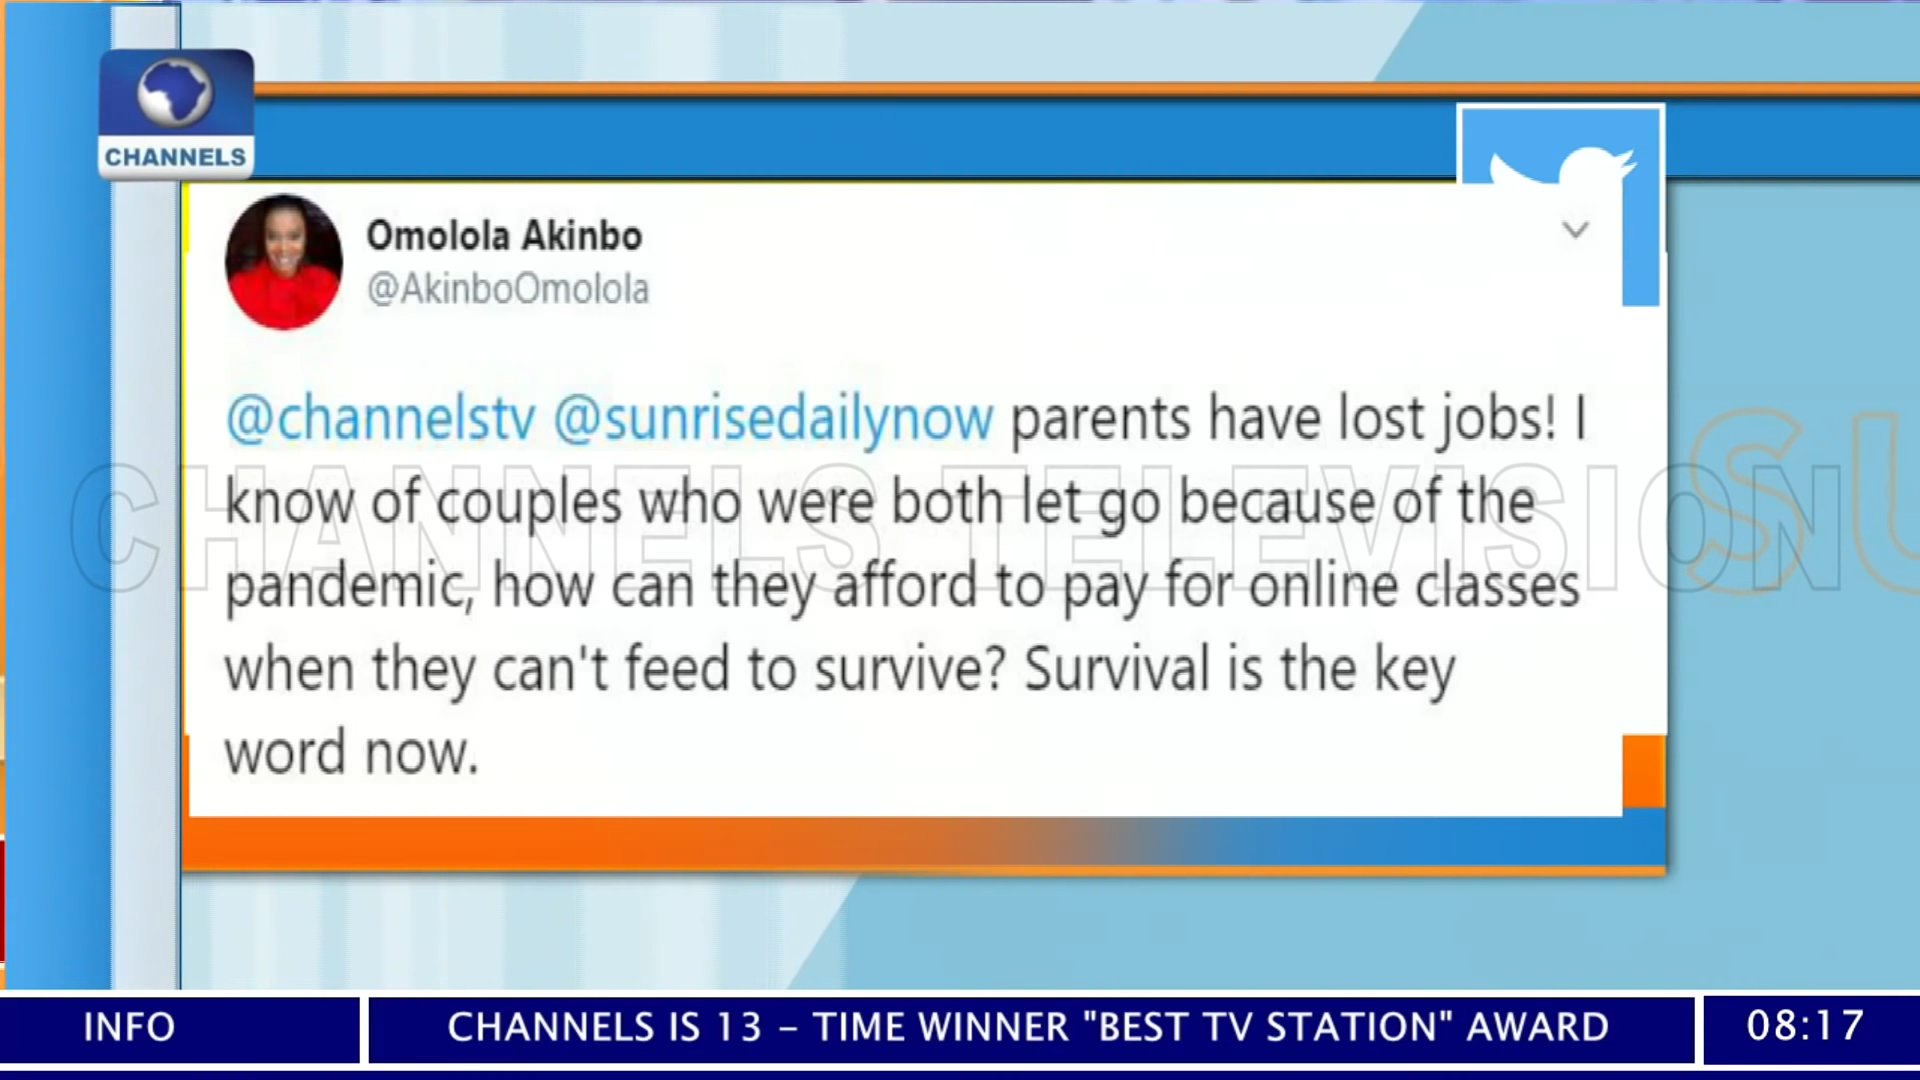 CHANNELS
Omolola Akinbo
@AkinboOmolola
@channelstv @sunrisedailynow parents have lost jobs! I
know of couples who were both let go because of the
pandemic, how can they afford to pay for online classes
when they can't feed to survive? Survival is the key
word now.
CHANNELS TELEVISION
SU
INFO
CHANNELS IS 13 – TIME WINNER "BEST TV STATION" AWARD
08:17